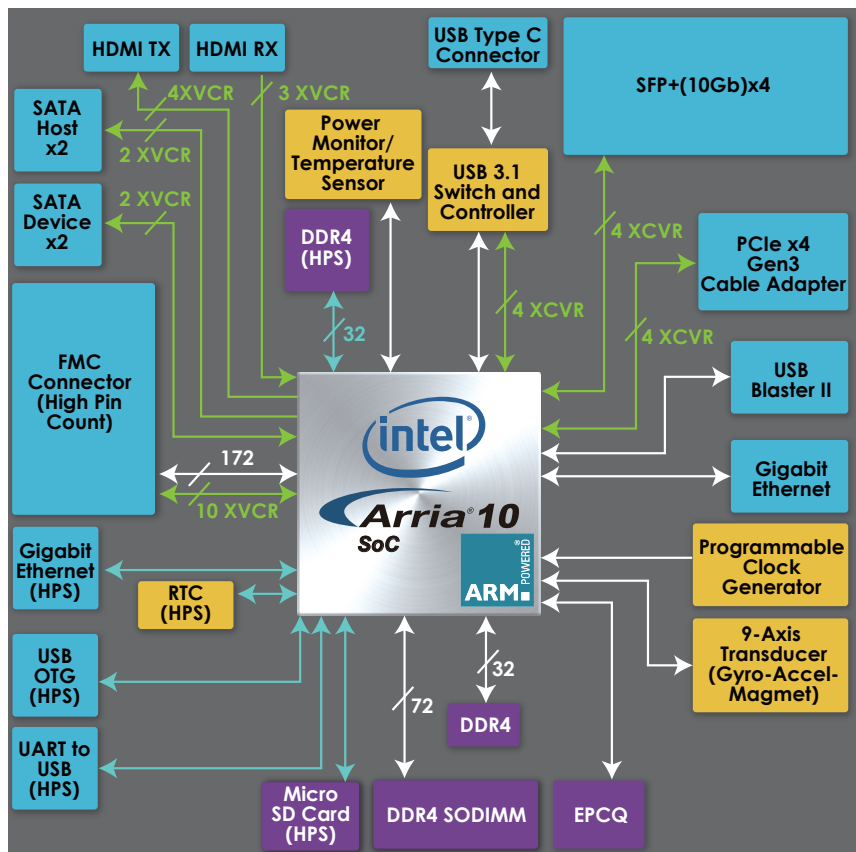 HDMI TX
HDMI RX
USB Type C
Connector
SFP+(10Gb)x4
4XVCR
3 XVCR
SATA
Host
x2
2 XVCR
Power
Monitor/
Temperature
Sensor
USB 3.1
Switch and
Controller
SATA
Device
x2
2 XVCR
DDR4
(HPS)
4 XCVR
PCIe x4
Gen3
Cable Adapter
32
4 XCVR
4 XCVR
FMC
Connector
(High Pin
Count)
USB
Blaster II
intel
®
172
10 XVCR
Gigabit
Ethernet
Arria® 10
SoC
Gigabit
Ethernet
(HPS)
RTC
(HPS)
ARM
POWERED
®
Programmable
Clock
Generator
9-Axis
Transducer
(Gyro-Accel-
Magmet)
USB
OTG
(HPS)
32
72
DDR4
UART to
USB
(HPS)
Micro
SD Card
(HPS)
DDR4 SODIMM
EPCQ